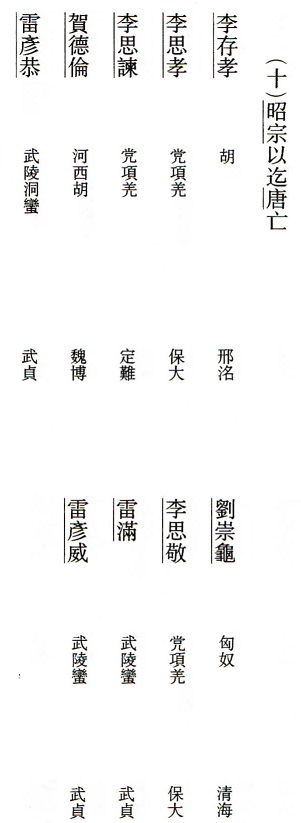 （十）昭宗以迄唐亡
李存孝　胡　邢洺　劉崇龜　匈奴　清海
李思孝　党項羌　保大　李思敬　党項羌　保大
李思諫　党項羌　定難　雷滿　武陵蠻　武貞
賀德倫　河西胡　魏博　雷彥威　武陵蠻　武貞
雷彥恭　武陵洞蠻　武貞